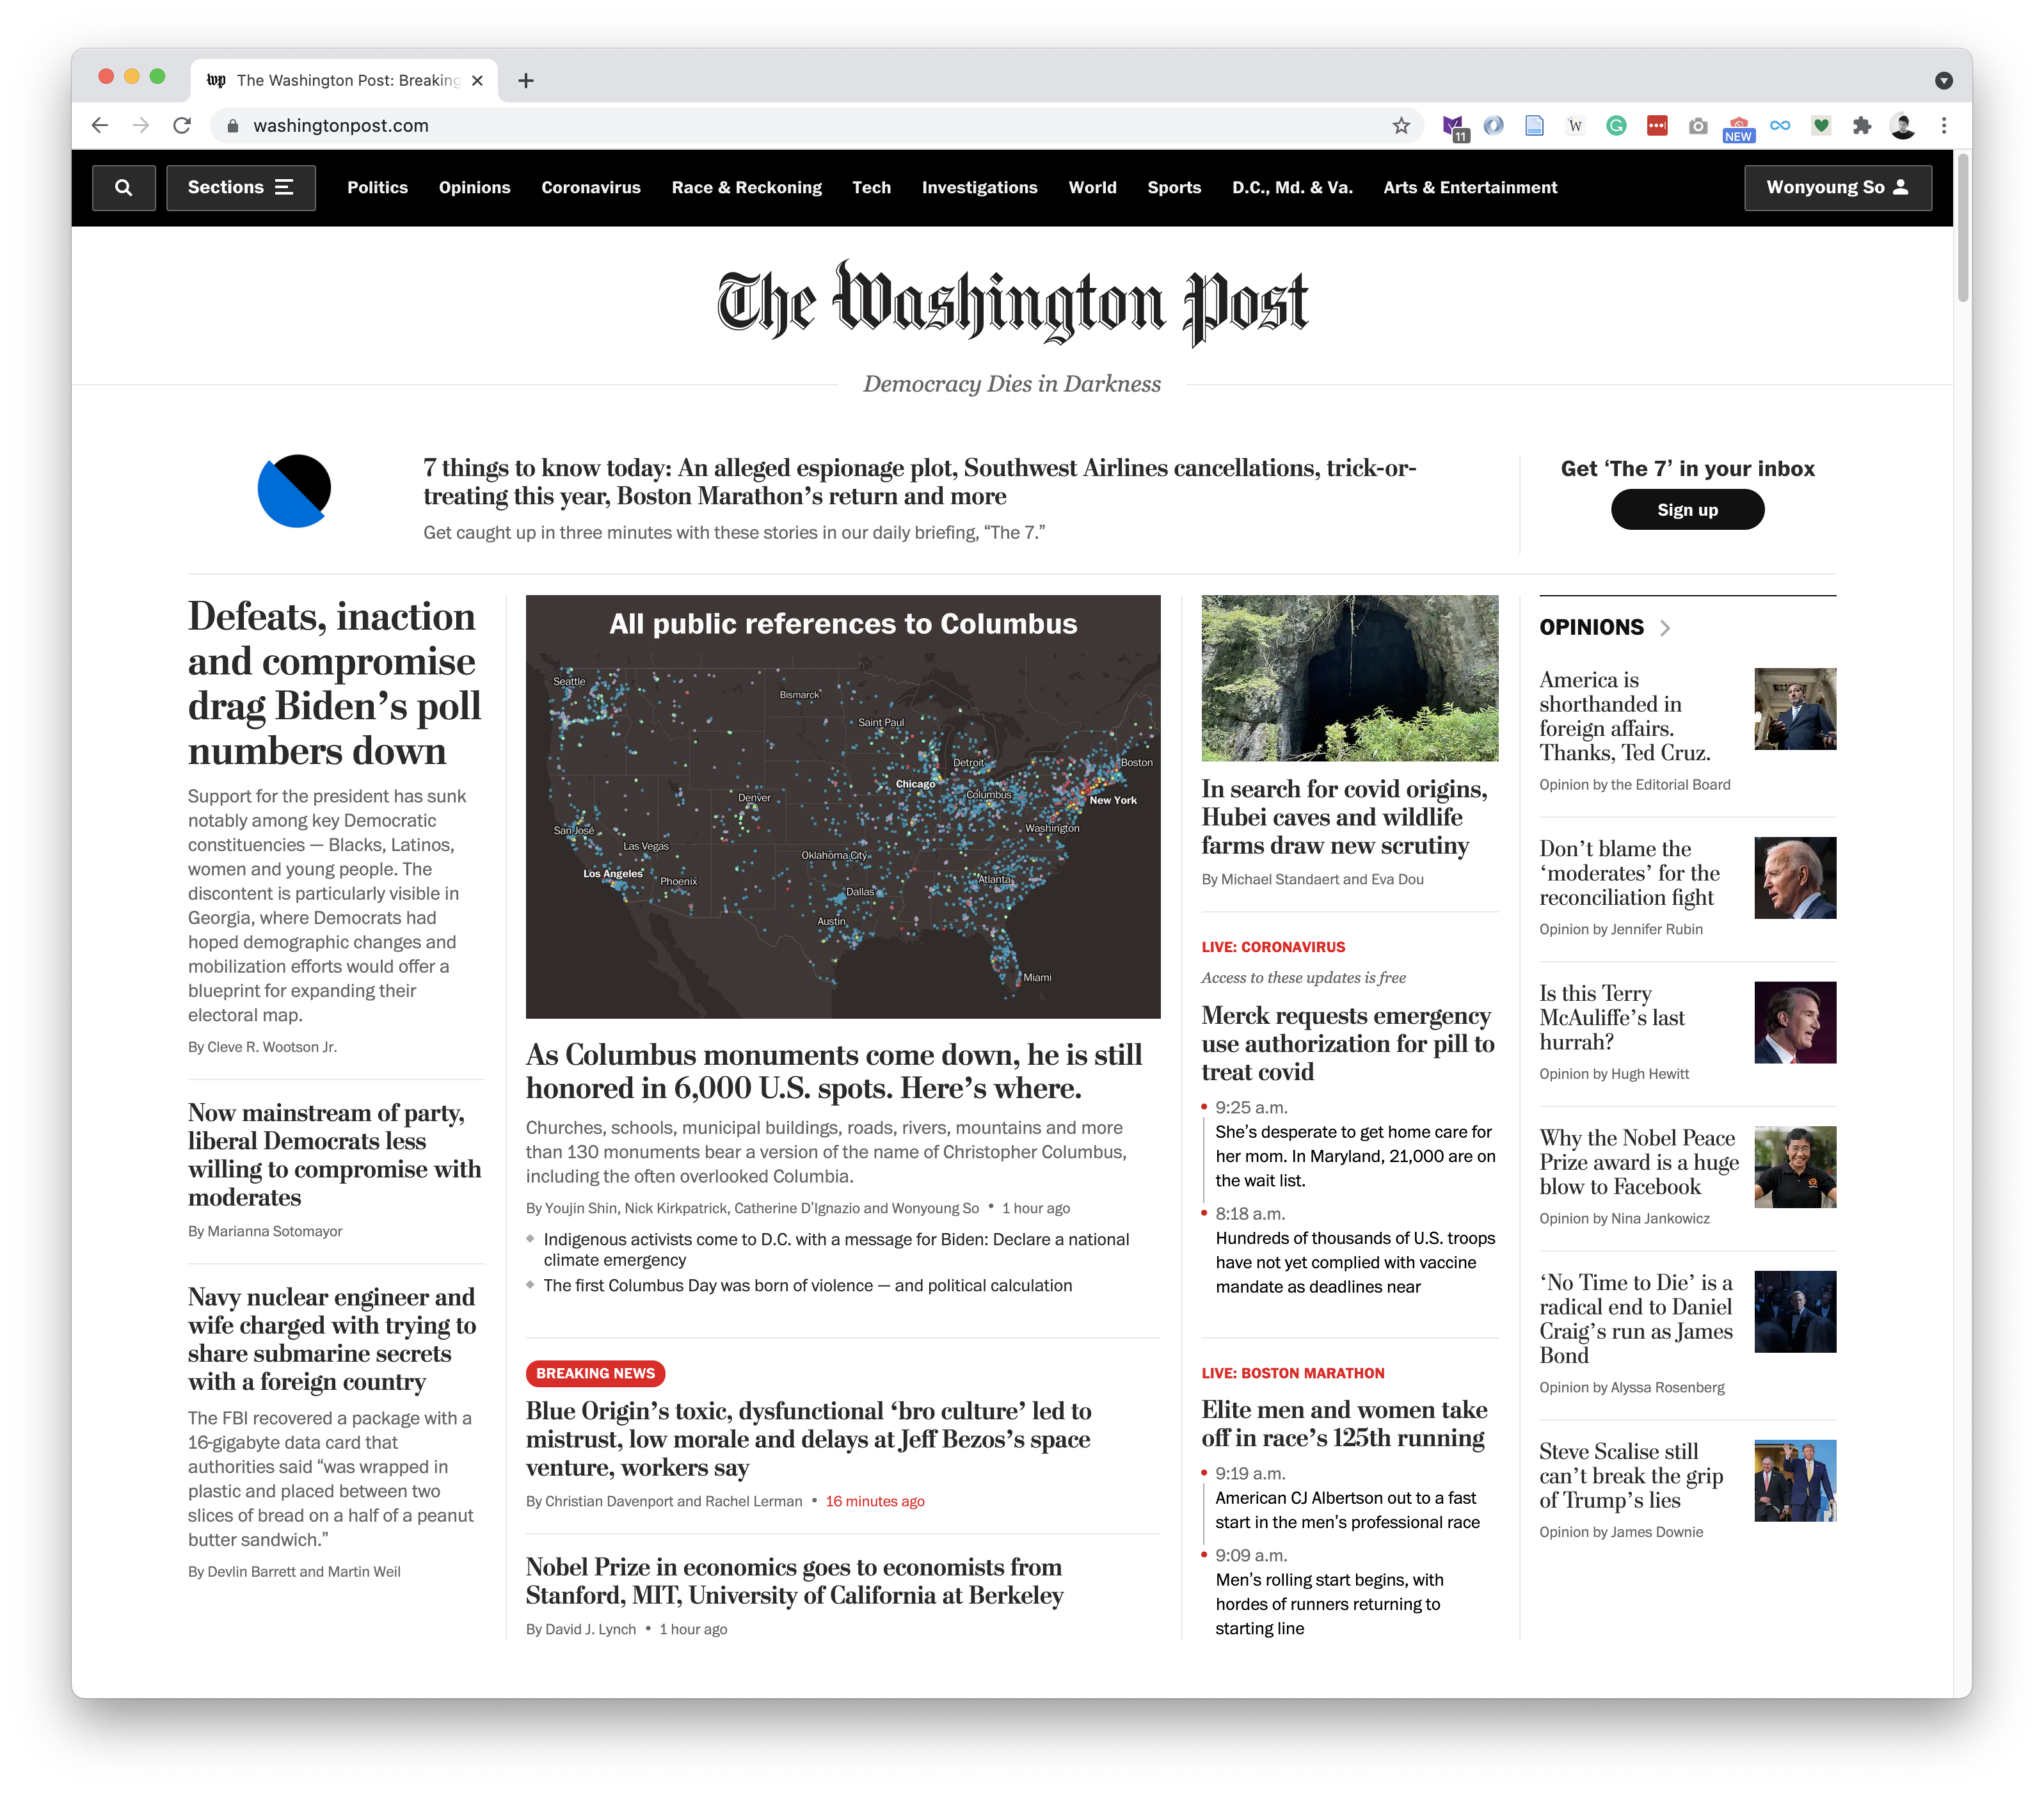 The Washington Post: Breaking
washingtonpost.com
11
W
NEW
Sections
Politics
Opinions
Coronavirus
Race & Reckoning
Tech
Investigations
World
Sports
D.C., Md. & Va.
Arts & Entertainment
Wonyoung So
The Washington Post
Democracy Dies in Darkness
7 things to know today: An alleged espionage plot, Southwest Airlines cancellations, trick-or-
treating this year, Boston Marathon’s return and more
Get caught up in three minutes with these stories in our daily briefing, “The 7.”
Get ‘The 7’ in your inbox
Sign up
Defeats, inaction
and compromise
drag Biden’s poll
numbers down
Support for the president has sunk
notably among key Democratic
constituencies — Blacks, Latinos,
women and young people. The
discontent is particularly visible in
Georgia, where Democrats had
hoped demographic changes and
mobilization efforts would offer a
blueprint for expanding their
electoral map.
By Cleve R. Wootson Jr.
Now mainstream of party,
liberal Democrats less
willing to compromise with
moderates
By Marianna Sotomayor
Navy nuclear engineer and
wife charged with trying to
share submarine secrets
with a foreign country
The FBI recovered a package with a
16-gigabyte data card that
authorities said “was wrapped in
plastic and placed between two
slices of bread on a half of a peanut
butter sandwich.”
By Devlin Barrett and Martin Weil
All public references to Columbus
Seattle
Bismarck
Saint Paul
Detroit
Boston
Chicago
Columbus
New York
Denver
Washington
San José
Las Vegas
Oklahoma City
Los Angeles
Phoenix
Atlanta
Dallas
Austin
Miami
As Columbus monuments come down, he is still
honored in 6,000 U.S. spots. Here’s where.
Churches, schools, municipal buildings, roads, rivers, mountains and more
than 130 monuments bear a version of the name of Christopher Columbus,
including the often overlooked Columbia.
By Youjin Shin, Nick Kirkpatrick, Catherine D’Ignazio and Wonyoung So • 1 hour ago
Indigenous activists come to D.C. with a message for Biden: Declare a national
climate emergency
The first Columbus Day was born of violence — and political calculation
BREAKING NEWS
Blue Origin’s toxic, dysfunctional ‘bro culture’ led to
mistrust, low morale and delays at Jeff Bezos’s space
venture, workers say
By Christian Davenport and Rachel Lerman • 16 minutes ago
Nobel Prize in economics goes to economists from
Stanford, MIT, University of California at Berkeley
By David J. Lynch • 1 hour ago
In search for covid origins,
Hubei caves and wildlife
farms draw new scrutiny
By Michael Standaert and Eva Dou
LIVE: CORONAVIRUS
Access to these updates is free
Merck requests emergency
use authorization for pill to
treat covid
9:25 a.m.
She’s desperate to get home care for
her mom. In Maryland, 21,000 are on
the wait list.
8:18 a.m.
Hundreds of thousands of U.S. troops
have not yet complied with vaccine
mandate as deadlines near
LIVE: BOSTON MARATHON
Elite men and women take
off in race’s 125th running
9:19 a.m.
American CJ Albertson out to a fast
start in the men’s professional race
9:09 a.m.
Men’s rolling start begins, with
hordes of runners returning to
starting line
OPINIONS
America is
shorthanded in
foreign affairs.
Thanks, Ted Cruz.
Opinion by the Editorial Board
Don’t blame the
‘moderates’ for the
reconciliation fight
Opinion by Jennifer Rubin
Is this Terry
McAuliffe’s last
hurrah?
Opinion by Hugh Hewitt
Why the Nobel Peace
Prize award is a huge
blow to Facebook
Opinion by Nina Jankowicz
‘No Time to Die’ is a
radical end to Daniel
Craig’s run as James
Bond
Opinion by Alyssa Rosenberg
Steve Scalise still
can’t break the grip
of Trump’s lies
Opinion by James Downie